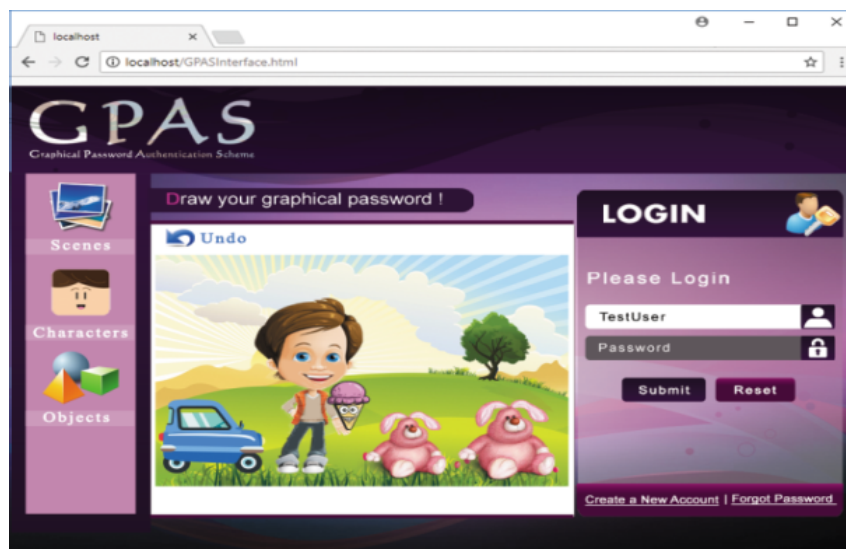 localhost
localhost/GPASInterface.html
GPAS
Graphical Password Authentication Scheme
Scenes
Characters
Objects
Draw your graphical password !
Undo
LOGIN
Please Login
TestUser
Password
Submit Reset
Create a New Account | Forgot Password